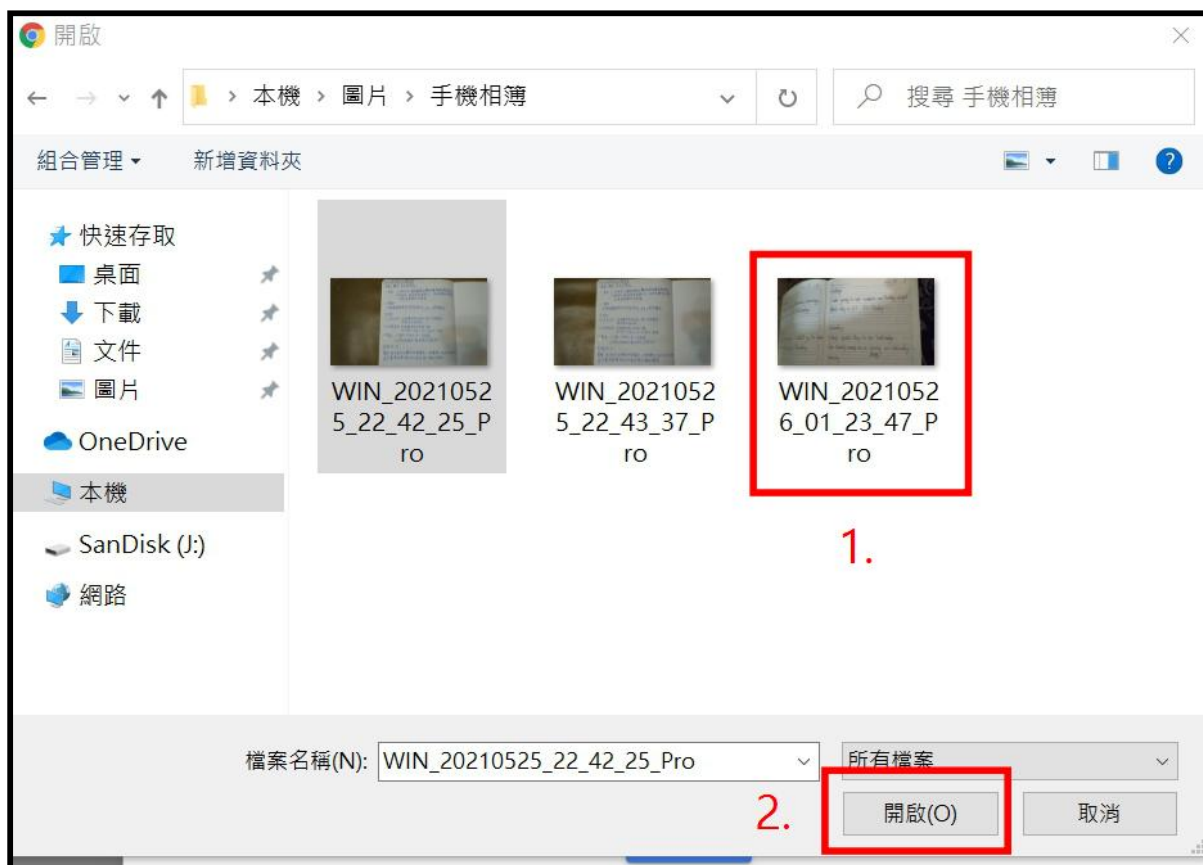 開啟
本機 > 圖片 > 手機相簿
搜尋 手機相簿
組合管理
新增資料夾
快速存取
桌面
下載
文件
圖片
OneDrive
本機
SanDisk (J:)
網路
WIN_2021052
5_22_42_25_P
ro
WIN_2021052
5_22_43_37_P
ro
WIN_2021052
6_01_23_47_P
ro
1.
檔案名稱(N): WIN_20210525_22_42_25_Pro
所有檔案
2.
開啟(O)
取消